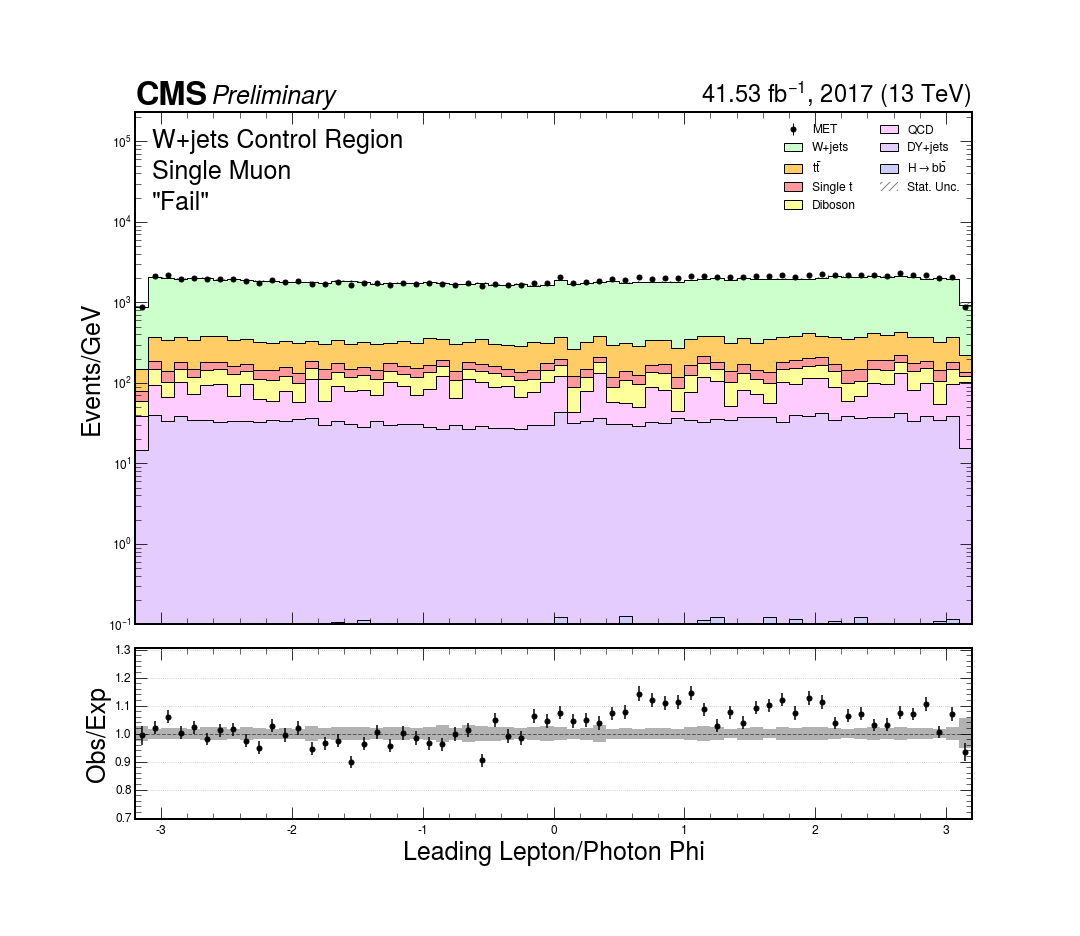 CMS Preliminary
41.53 fb⁻¹, 2017 (13 TeV)
W+jets Control Region
Single Muon
"Fail"
MET
W+jets
tt̄
Single t
Diboson
QCD
DY+jets
H→bb̄
Stat. Unc.
Events/GeV
10⁵
10⁴
10³
10²
10¹
10⁰
10⁻¹
Obs/Exp
1.3
1.2
1.1
1.0
0.9
0.8
0.7
-3 -2 -1 0 1 2 3
Leading Lepton/Photon Phi